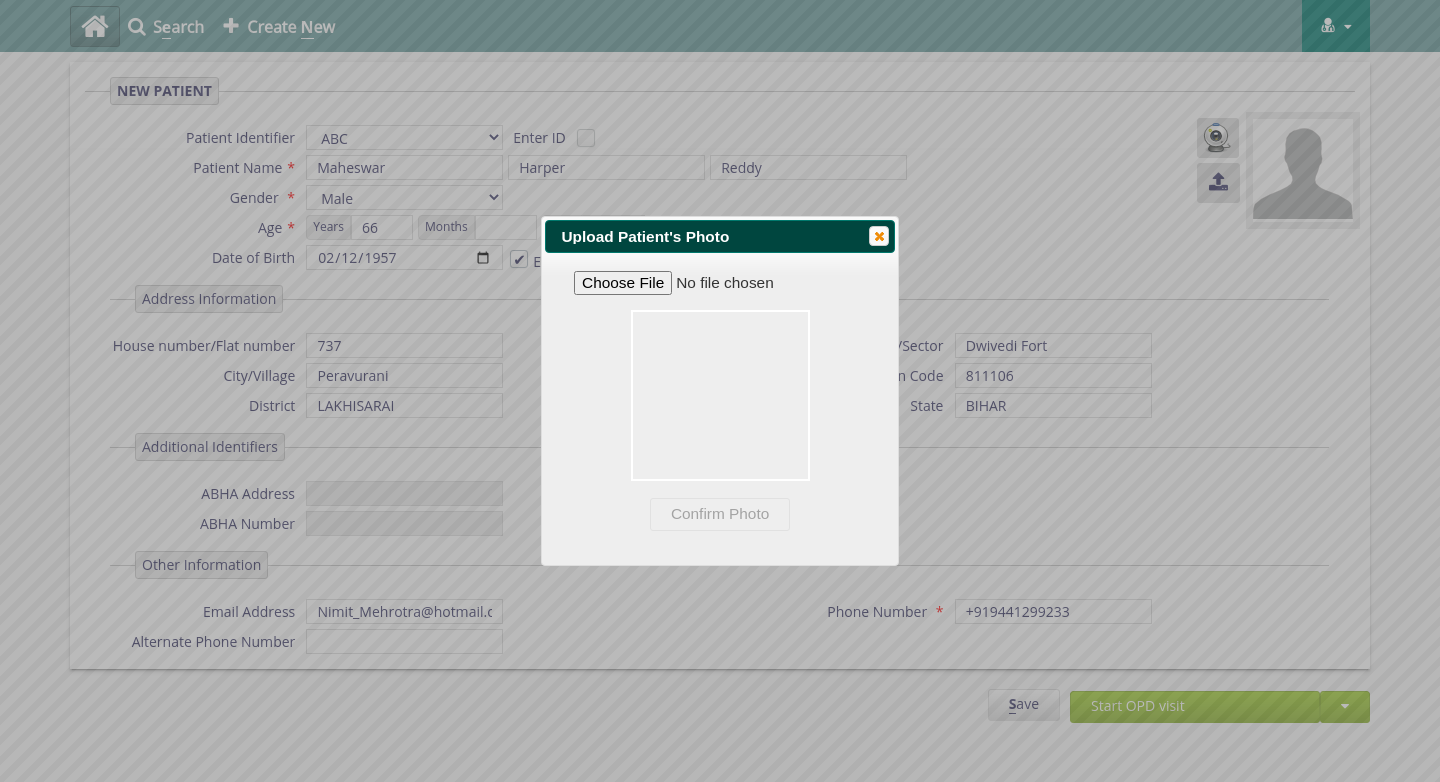 Search Create New
NEW PATIENT
Patient Identifier ABC Enter ID
Patient Name * Maheswar Harper Reddy
Gender * Male
Age * Years 66 Months
Date of Birth 02/12/1957 ✔ E
Upload Patient's Photo
Choose File No file chosen
Confirm Photo
Address Information
House number/Flat number 737 /Sector Dwivedi Fort
City/Village Peravurani n Code 811106
District LAKHISARAI State BIHAR
Additional Identifiers
ABHA Address
ABHA Number
Other Information
Email Address Nimit_Mehrotra@hotmail.c Phone Number * +919441299233
Alternate Phone Number
Save Start OPD visit